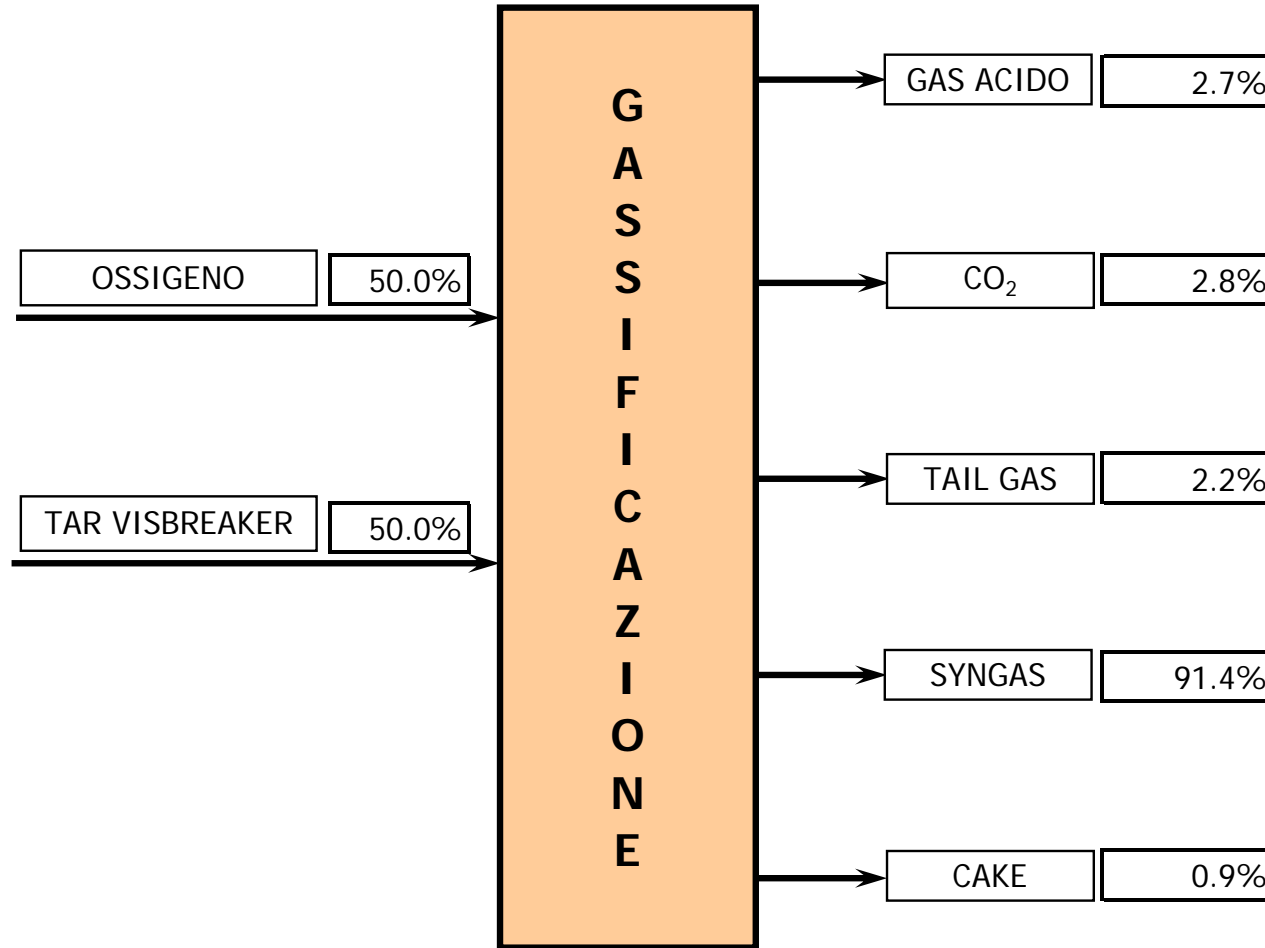 OSSIGENO 50.0%
TAR VISBREAKER 50.0%
G
A
S
S
I
F
I
C
A
Z
I
O
N
E
GAS ACIDO 2.7%
CO₂ 2.8%
TAIL GAS 2.2%
SYNGAS 91.4%
CAKE 0.9%